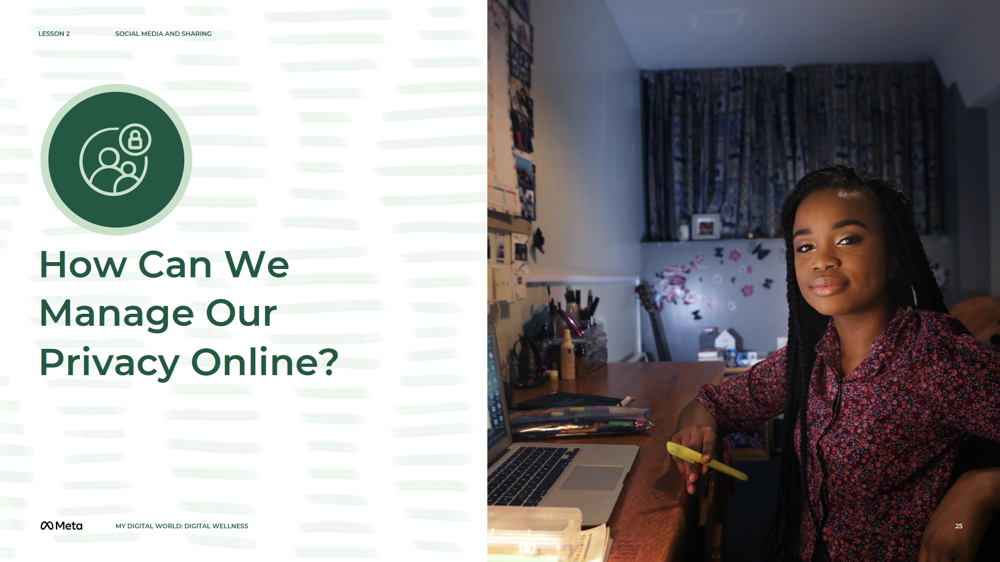 LESSON 2
SOCIAL MEDIA AND SHARING
How Can We
Manage Our
Privacy Online?
Meta
MY DIGITAL WORLD: DIGITAL WELLNESS
25